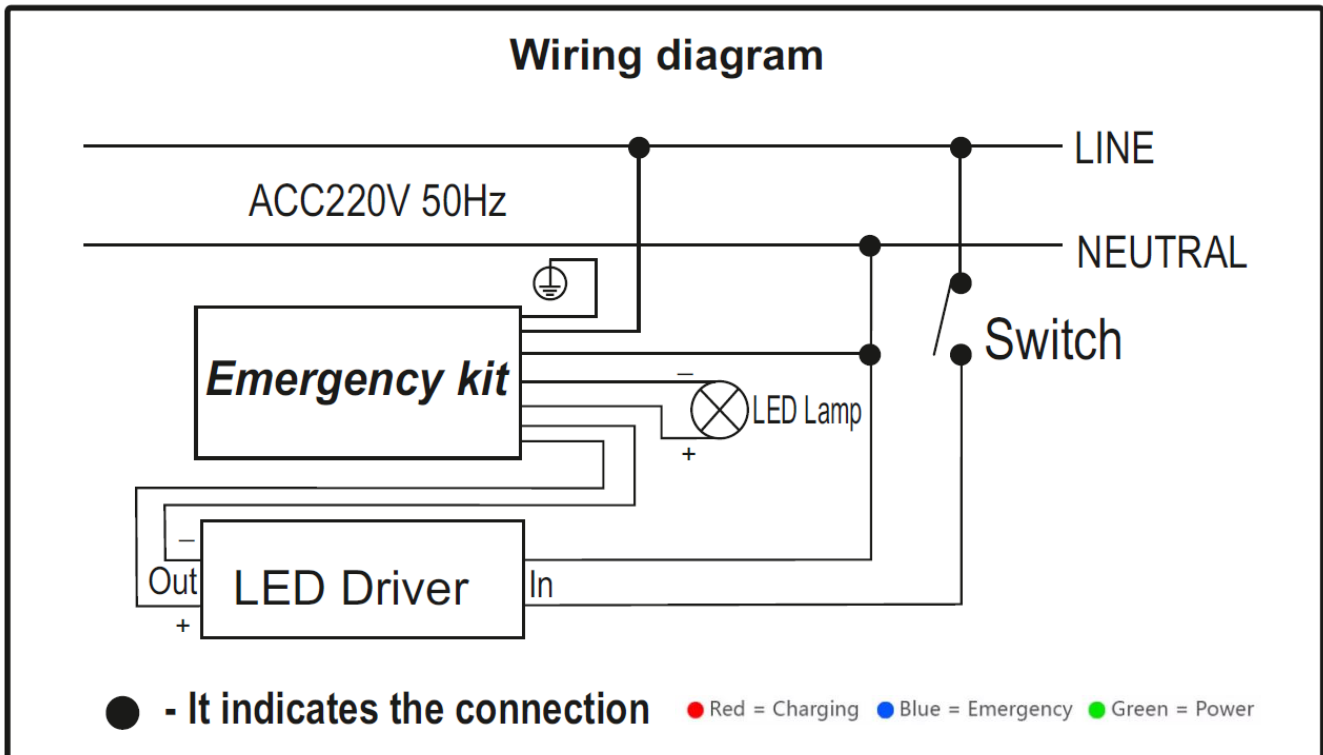 Wiring diagram
LINE
ACC220V 50Hz
NEUTRAL
Switch
Emergency kit
–
LED Lamp
+
–
Out
LED Driver
In
+
- It indicates the connection
Red = Charging
Blue = Emergency
Green = Power